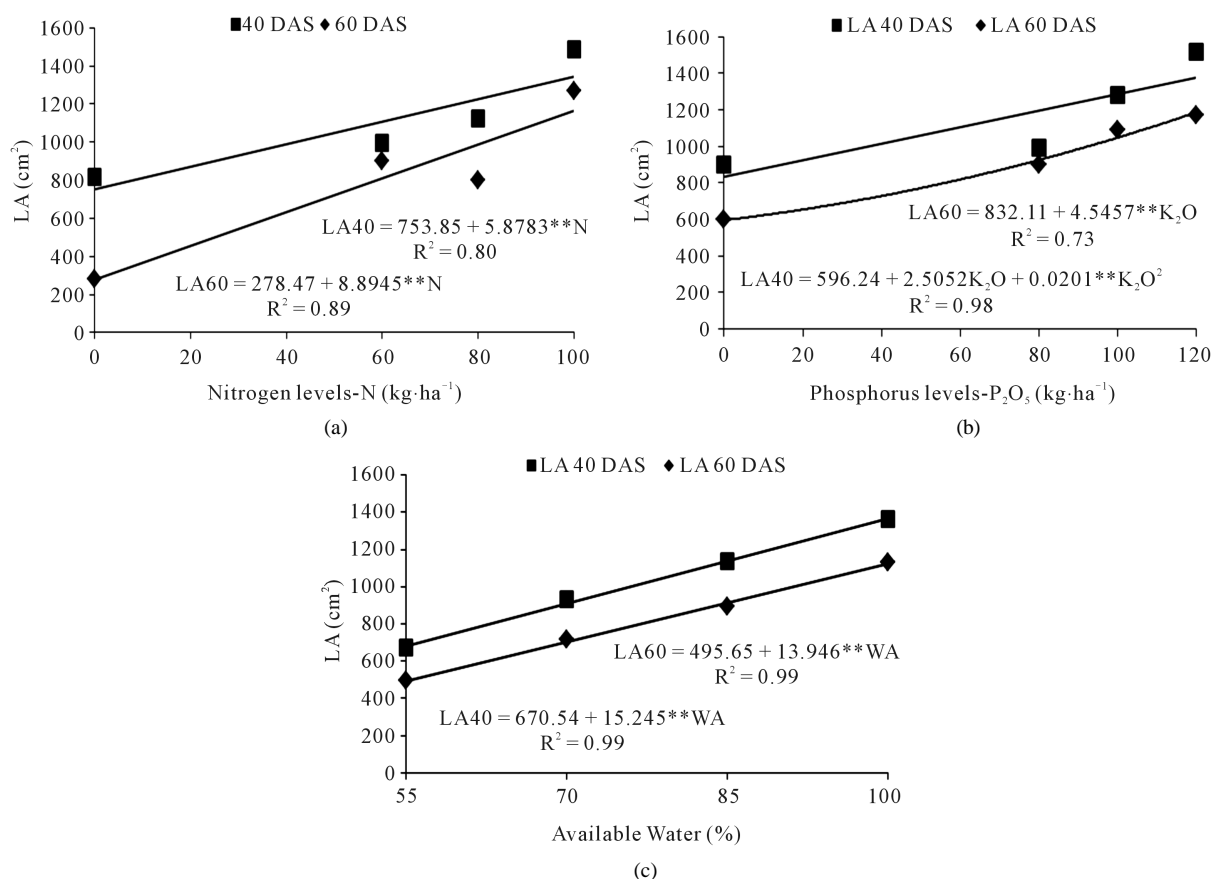 ■40 DAS ◆60 DAS
1600
1400
1200
1000
800
600
400
200
0
LA (cm²)
LA40 = 753.85 + 5.8783**N
R² = 0.80
LA60 = 278.47 + 8.8945**N
R² = 0.89
0 20 40 60 80 100
Nitrogen levels-N (kg·ha⁻¹)
(a)
■LA 40 DAS ◆LA 60 DAS
1600
1400
1200
1000
800
600
400
200
0
LA (cm²)
LA60 = 832.11 + 4.5457**K₂O
R² = 0.73
LA40 = 596.24 + 2.5052K₂O + 0.0201**K₂O²
R² = 0.98
0 20 40 60 80 100 120
Phosphorus levels-P₂O₅ (kg·ha⁻¹)
(b)
■LA 40 DAS ◆LA 60 DAS
1600
1400
1200
1000
800
600
400
200
0
LA (cm²)
LA60 = 495.65 + 13.946**WA
R² = 0.99
LA40 = 670.54 + 15.245**WA
R² = 0.99
55 70 85 100
Available Water (%)
(c)